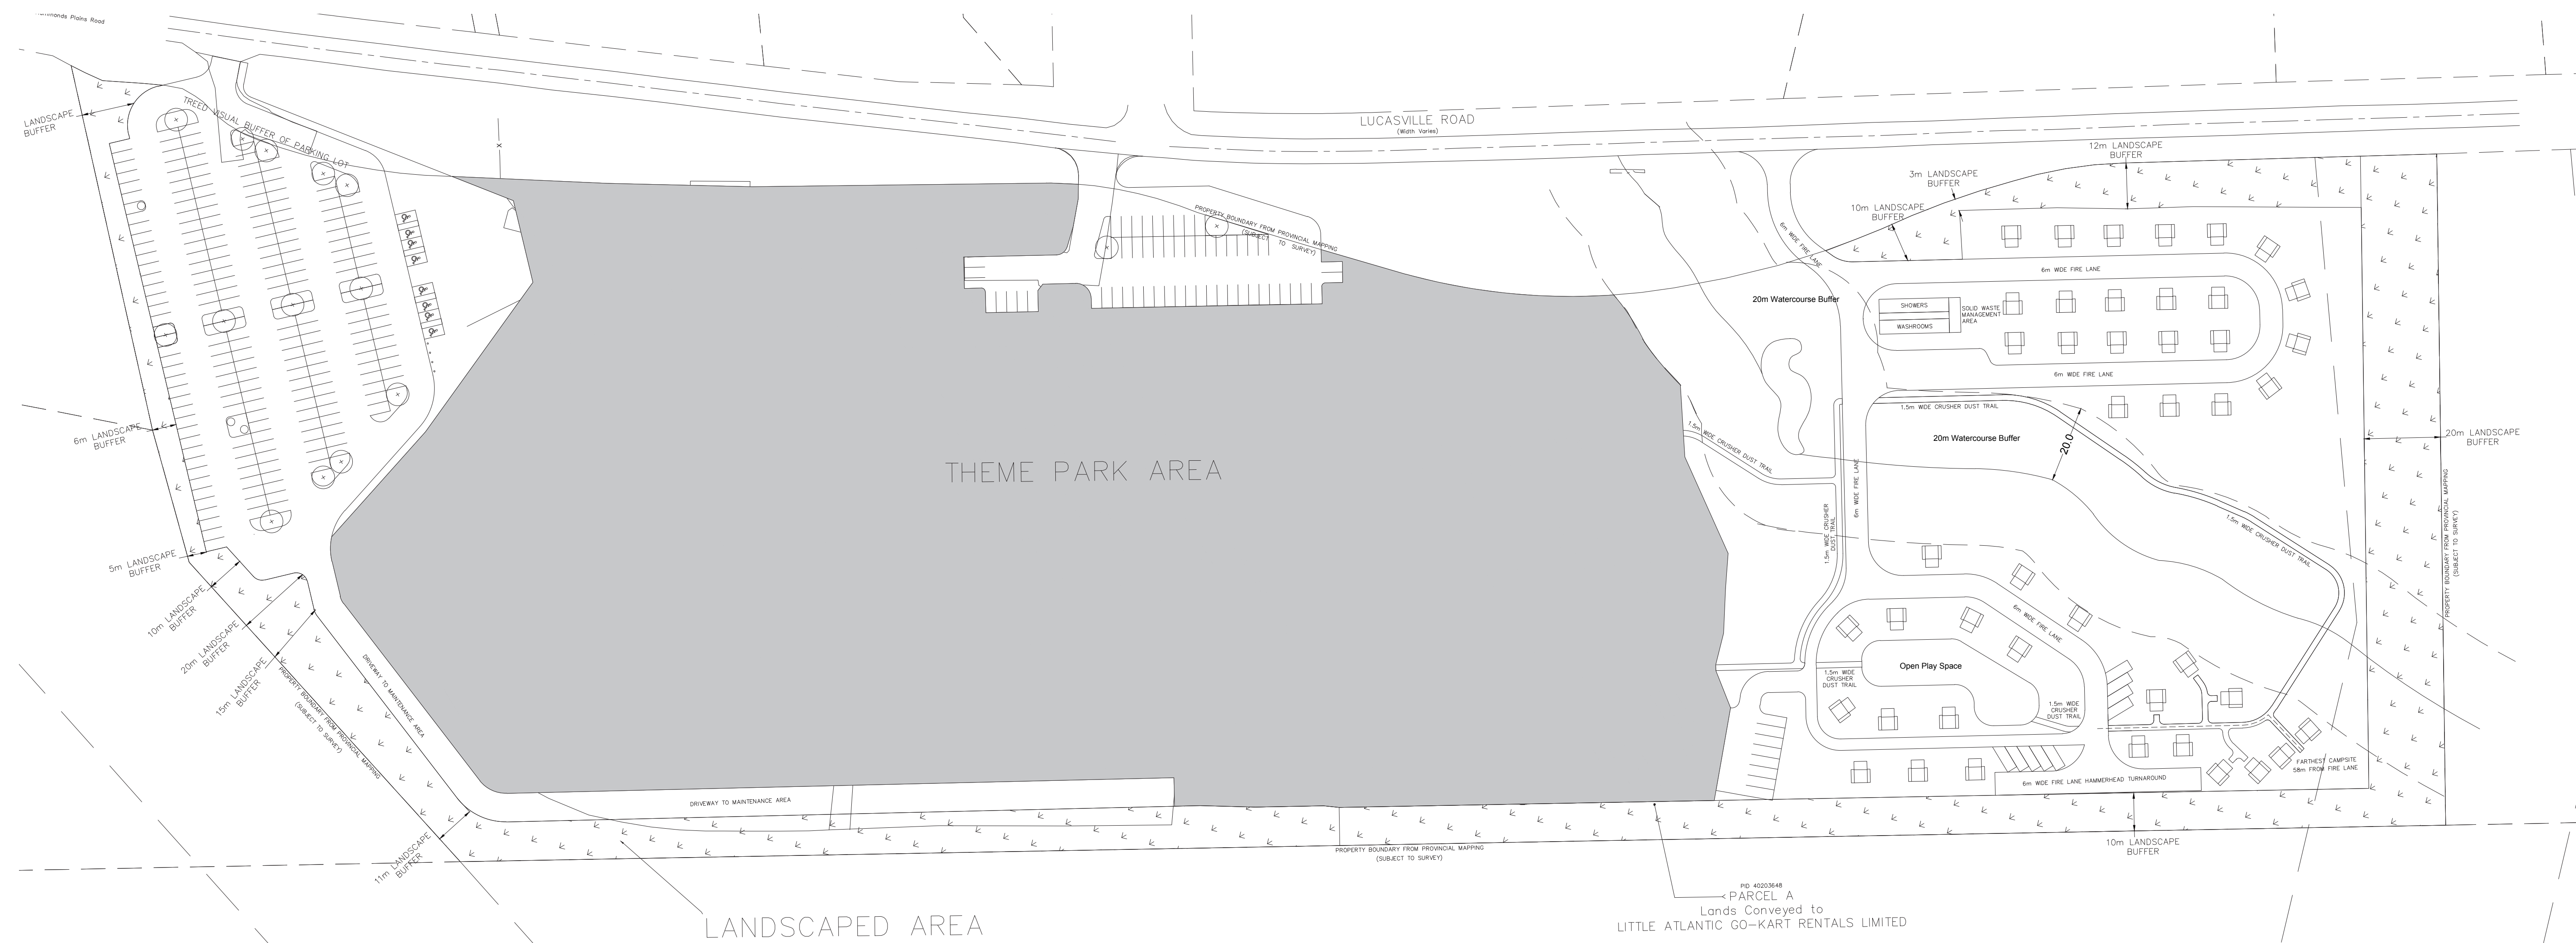 Hammonds Plains Road
LANDSCAPE
BUFFER
TREED VISUAL BUFFER OF PARKING LOT
LUCASVILLE ROAD
(Width Varies)
12m LANDSCAPE
BUFFER
3m LANDSCAPE
BUFFER
10m LANDSCAPE
BUFFER
PROPERTY BOUNDARY FROM PROVINCIAL MAPPING
(SUBJECT TO SURVEY)
6m WIDE FIRE LANE
6m WIDE FIRE LANE
20m Watercourse Buffer
SHOWERS
WASHROOMS
SOLID WASTE
MANAGEMENT
AREA
6m WIDE FIRE LANE
1.5m WIDE CRUSHER DUST TRAIL
20m Watercourse Buffer
20.0
20m LANDSCAPE
BUFFER
6m LANDSCAPE
BUFFER
THEME PARK AREA
1.5m WIDE CRUSHER DUST TRAIL
6m WIDE FIRE LANE
1.5m WIDE CRUSHER
DUST TRAIL
1.5m WIDE CRUSHER DUST TRAIL
PROPERTY BOUNDARY FROM PROVINCIAL MAPPING
(SUBJECT TO SURVEY)
5m LANDSCAPE
BUFFER
10m LANDSCAPE
BUFFER
20m LANDSCAPE
BUFFER
15m LANDSCAPE
BUFFER
PROPERTY BOUNDARY FROM PROVINCIAL MAPPING
(SUBJECT TO SURVEY)
DRIVEWAY TO MAINTENANCE AREA
6m WIDE FIRE LANE
Open Play Space
1.5m WIDE
CRUSHER
DUST TRAIL
1.5m WIDE
CRUSHER
DUST TRAIL
FARTHEST CAMPSITE
58m FROM FIRE LANE
6m WIDE FIRE LANE HAMMERHEAD TURNAROUND
DRIVEWAY TO MAINTENANCE AREA
11m LANDSCAPE
BUFFER
PROPERTY BOUNDARY FROM PROVINCIAL MAPPING
(SUBJECT TO SURVEY)
10m LANDSCAPE
BUFFER
LANDSCAPED AREA
PID 40203648
PARCEL A
Lands Conveyed to
LITTLE ATLANTIC GO-KART RENTALS LIMITED